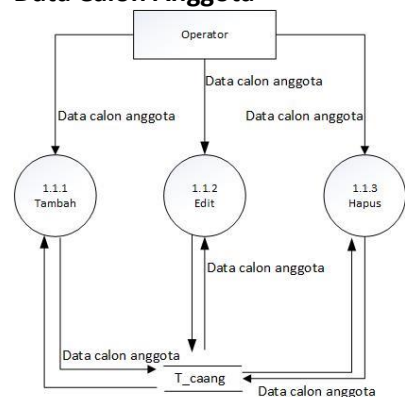 Data Calon Anggota
Operator
Data calon anggota
Data calon anggota
Data calon anggota
1.1.1
Tambah
1.1.2
Edit
1.1.3
Hapus
Data calon anggota
Data calon anggota
T_caang
Data calon anggota